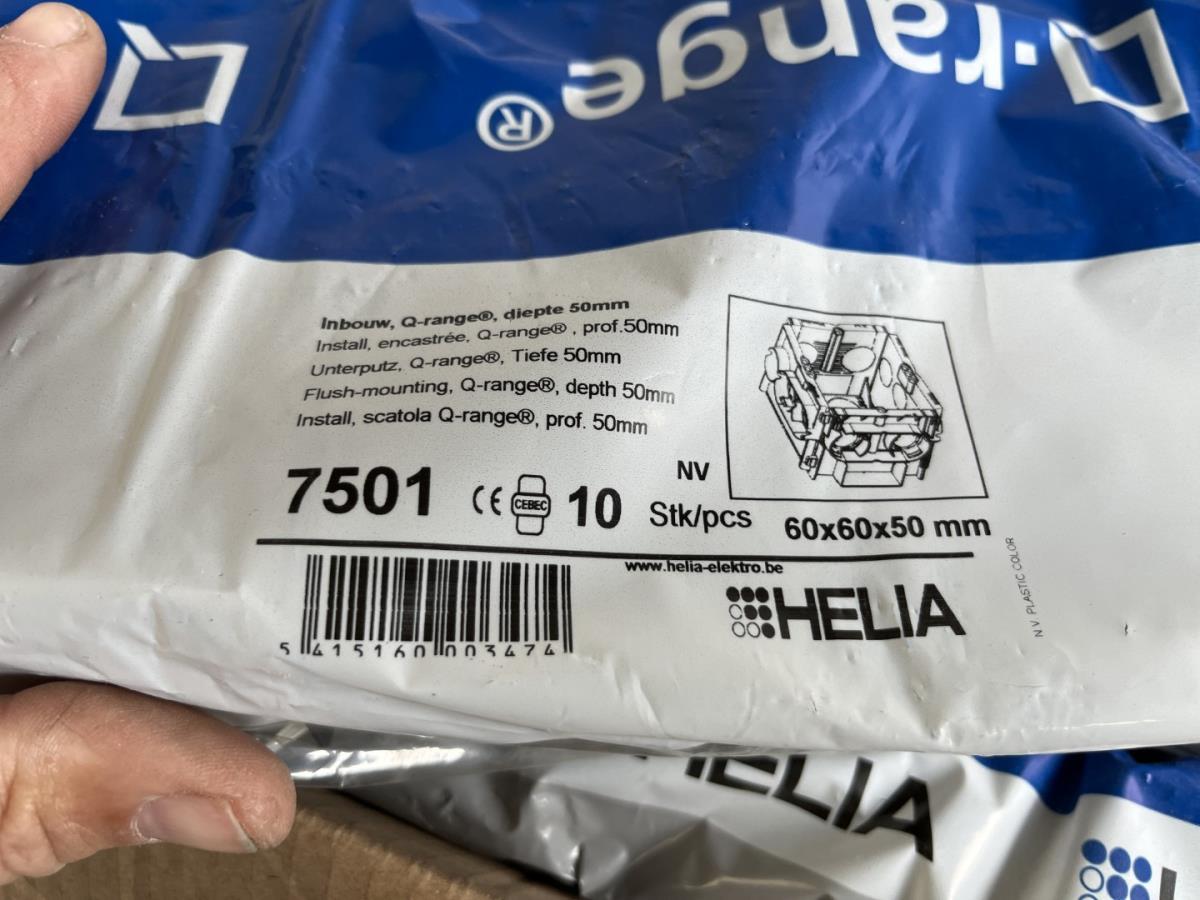 Q-range®
Inbouw, Q-range®, diepte 50mm
Install, encastrée, Q-range® , prof.50mm
Unterputz, Q-range®, Tiefe 50mm
Flush-mounting, Q-range®, depth 50mm
Install, scatola Q-range®, prof. 50mm
7501 CE CEBEC 10 Stk/pcs
NV
60x60x50 mm
www.helia-elektro.be
HELIA
5 415160 003474
N.V. PLASTIC COLOR
HELIA